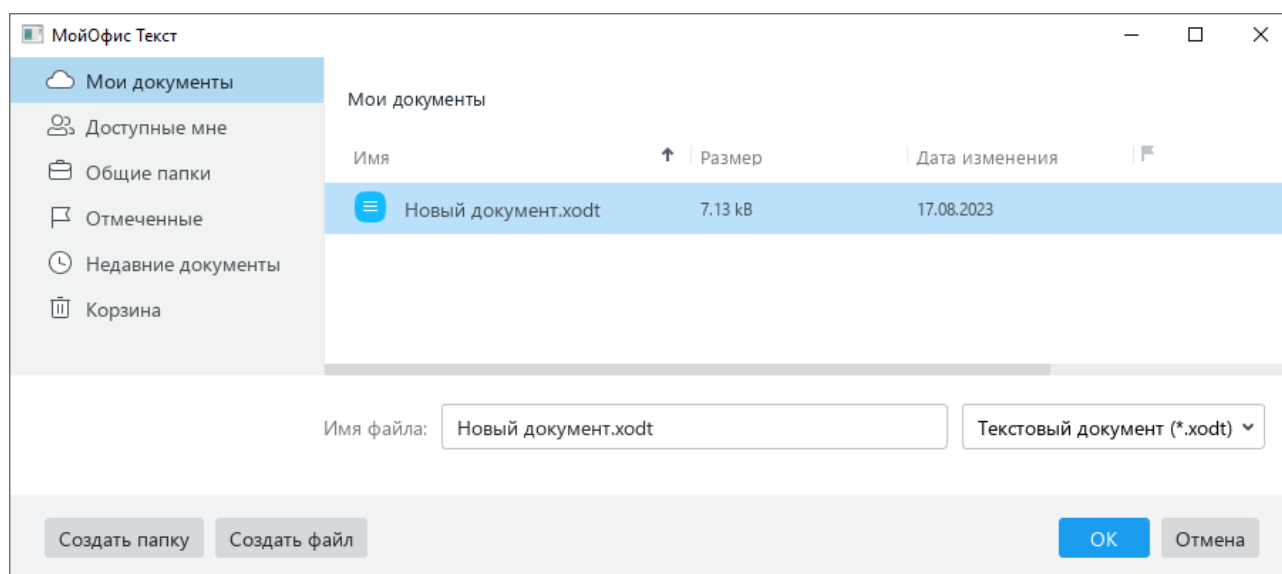 МойОфис Текст
Мои документы
Доступные мне
Общие папки
Отмеченные
Недавние документы
Корзина
Мои документы
Имя Размер Дата изменения
Новый документ.xodt 7.13 kB 17.08.2023
Имя файла: Новый документ.xodt Текстовый документ (*.xodt)
Создать папку Создать файл OK Отмена